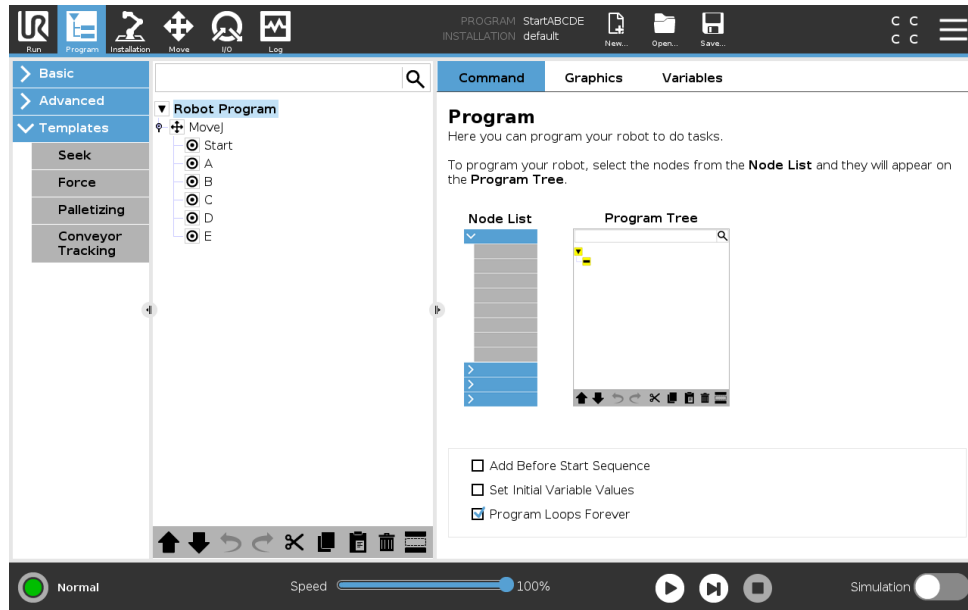 PROGRAM StartABCDE
INSTALLATION default
Run
Program
Installation
Move
I/O
Log
New...
Open...
Save...
C C
C C
Basic
Advanced
Templates
Seek
Force
Palletizing
Conveyor
Tracking
Robot Program
MoveJ
Start
A
B
C
D
E
Command
Graphics
Variables
Program
Here you can program your robot to do tasks.
To program your robot, select the nodes from the Node List and they will appear on
the Program Tree.
Node List
Program Tree
Add Before Start Sequence
Set Initial Variable Values
Program Loops Forever
Normal
Speed
100%
Simulation